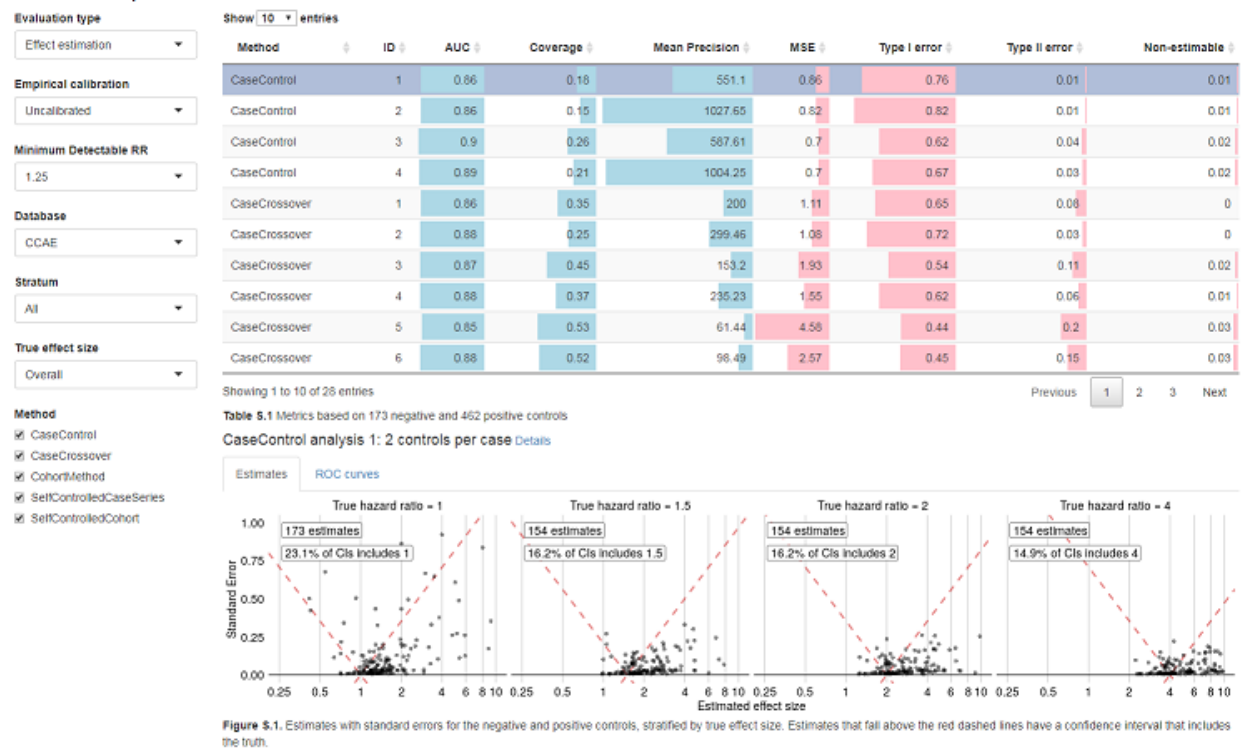 Evaluation type
Effect estimation
Empirical calibration
Uncalibrated
Minimum Detectable RR
1.25
Database
CCAE
Stratum
All
True effect size
Overall
Method
CaseControl
CaseCrossover
CohortMethod
SelfControlledCaseSeries
SelfControlledCohort
Show 10 entries
Method ID AUC Coverage Mean Precision MSE Type I error Type II error Non-estimable
CaseControl 1 0.86 0.18 551.1 0.86 0.76 0.01 0.01
CaseControl 2 0.86 0.15 1027.65 0.82 0.82 0.01 0.01
CaseControl 3 0.9 0.26 587.61 0.7 0.62 0.04 0.02
CaseControl 4 0.89 0.21 1004.25 0.7 0.67 0.03 0.02
CaseCrossover 1 0.86 0.35 200 1.11 0.65 0.08 0
CaseCrossover 2 0.88 0.25 299.46 1.08 0.72 0.03 0
CaseCrossover 3 0.87 0.45 153.2 1.93 0.54 0.11 0.02
CaseCrossover 4 0.88 0.37 235.23 1.55 0.62 0.06 0.01
CaseCrossover 5 0.85 0.53 61.44 4.58 0.44 0.2 0.03
CaseCrossover 6 0.88 0.52 98.49 2.57 0.45 0.15 0.03
Showing 1 to 10 of 28 entries
Previous 1 2 3 Next
Table S.1 Metrics based on 173 negative and 462 positive controls
CaseControl analysis 1: 2 controls per case Details
Estimates ROC curves
True hazard ratio = 1 True hazard ratio = 1.5 True hazard ratio = 2 True hazard ratio = 4
173 estimates 154 estimates 154 estimates 154 estimates
23.1% of CIs includes 1 16.2% of CIs includes 1.5 16.2% of CIs includes 2 14.9% of CIs includes 4
Standard Error
1.00
0.75
0.50
0.25
0.00
0.25 0.5 1 2 4 6 8 10 0.25 0.5 1 2 4 6 8 10 0.25 0.5 1 2 4 6 8 10 0.25 0.5 1 2 4 6 8 10
Estimated effect size
Figure S.1. Estimates with standard errors for the negative and positive controls, stratified by true effect size. Estimates that fall above the red dashed lines have a confidence interval that includes
the truth.